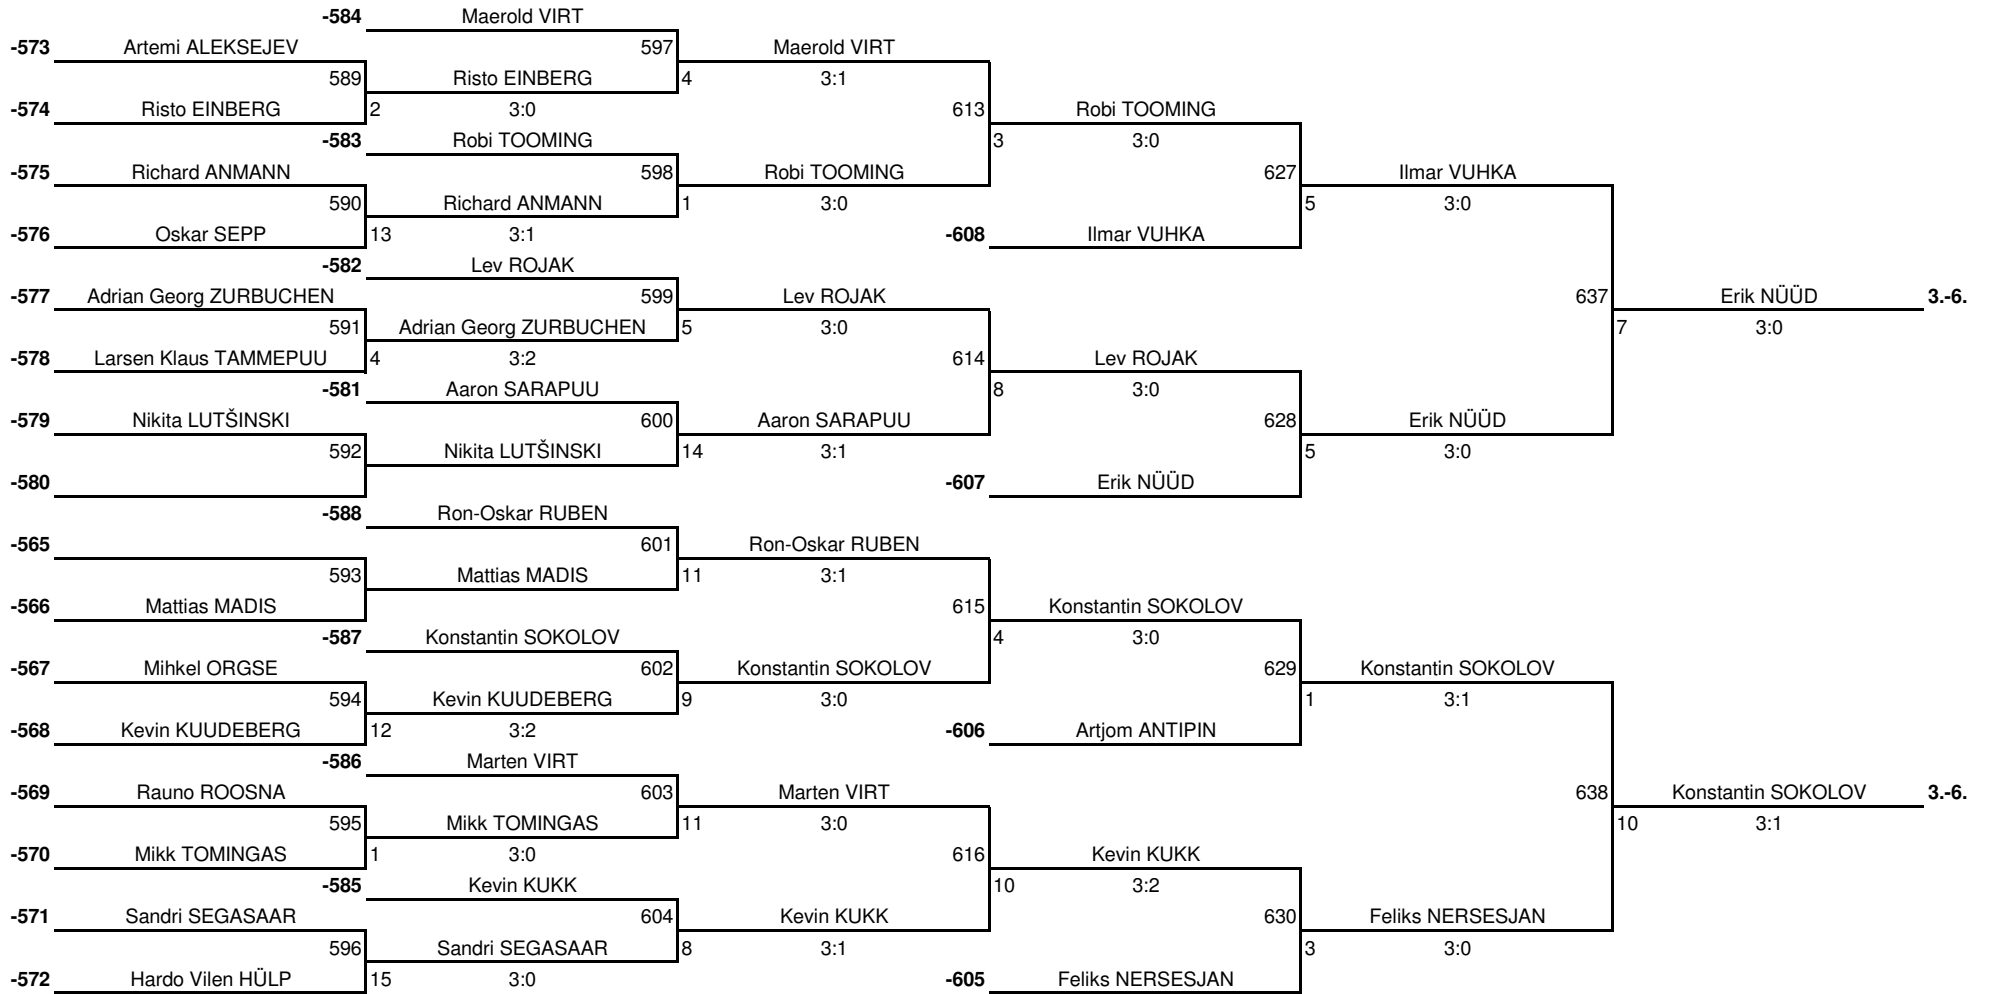 -584 Maerold VIRT
-573 Artemi ALEKSEJEV 597 Maerold VIRT
589 Risto EINBERG 4 3:1
-574 Risto EINBERG 2 3:0 613 Robi TOOMING
-583 Robi TOOMING 3 3:0
-575 Richard ANMANN 598 Robi TOOMING 627 Ilmar VUHKA
590 Richard ANMANN 1 3:0 5 3:0
-576 Oskar SEPP 13 3:1 -608 Ilmar VUHKA
-582 Lev ROJAK
-577 Adrian Georg ZURBUCHEN 599 Lev ROJAK 637 Erik NÜÜD 3.-6.
591 Adrian Georg ZURBUCHEN 5 3:0 7 3:0
-578 Larsen Klaus TAMMEPUU 4 3:2 614 Lev ROJAK
-581 Aaron SARAPUU 8 3:0
-579 Nikita LUTŠINSKI 600 Aaron SARAPUU 628 Erik NÜÜD
592 Nikita LUTŠINSKI 14 3:1 5 3:0
-580 -607 Erik NÜÜD
-588 Ron-Oskar RUBEN
-565 601 Ron-Oskar RUBEN
593 Mattias MADIS 11 3:1
-566 Mattias MADIS 615 Konstantin SOKOLOV
-587 Konstantin SOKOLOV 4 3:0
-567 Mihkel ORGSE 602 Konstantin SOKOLOV 629 Konstantin SOKOLOV
594 Kevin KUUDEBERG 9 3:0 1 3:1
-568 Kevin KUUDEBERG 12 3:2 -606 Artjom ANTIPIN
-586 Marten VIRT
-569 Rauno ROOSNA 603 Marten VIRT 638 Konstantin SOKOLOV 3.-6.
595 Mikk TOMINGAS 11 3:0 10 3:1
-570 Mikk TOMINGAS 1 3:0 616 Kevin KUKK
-585 Kevin KUKK 10 3:2
-571 Sandri SEGASAAR 604 Kevin KUKK 630 Feliks NERSESJAN
596 Sandri SEGASAAR 8 3:1 3 3:0
-572 Hardo Vilen HÜLP 15 3:0 -605 Feliks NERSESJAN